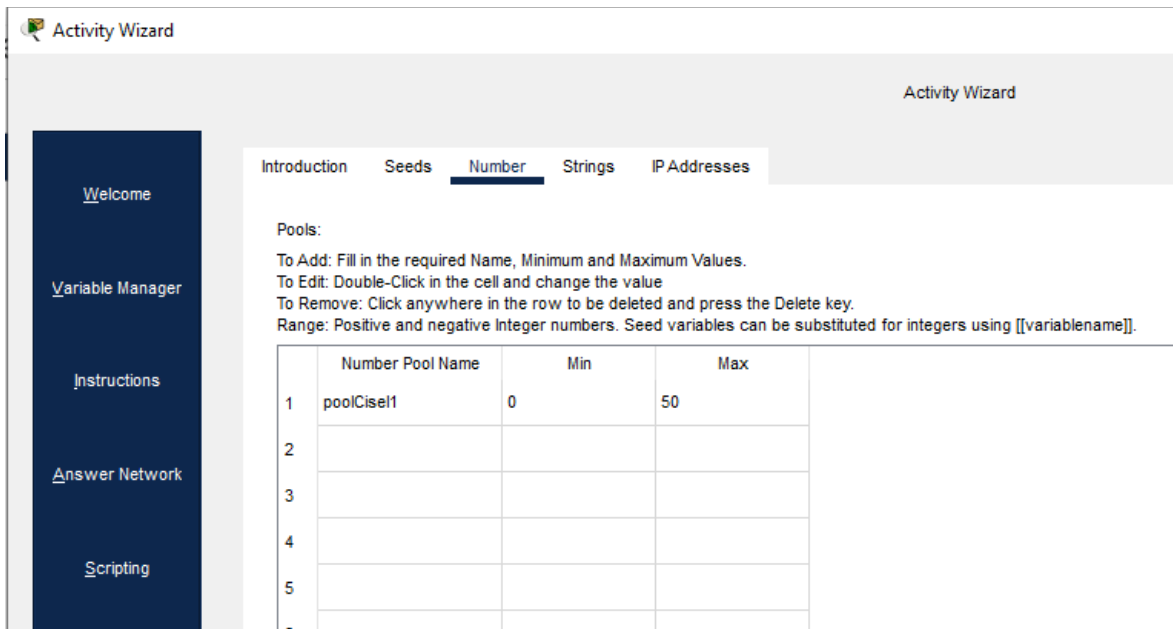 Activity Wizard
Activity Wizard
Introduction Seeds Number Strings IP Addresses
Welcome
Variable Manager
Instructions
Answer Network
Scripting
Pools:
To Add: Fill in the required Name, Minimum and Maximum Values.
To Edit: Double-Click in the cell and change the value
To Remove: Click anywhere in the row to be deleted and press the Delete key.
Range: Positive and negative Integer numbers. Seed variables can be substituted for integers using [[variablename]].
Number Pool Name Min Max
1 poolCisel1 0 50
2
3
4
5